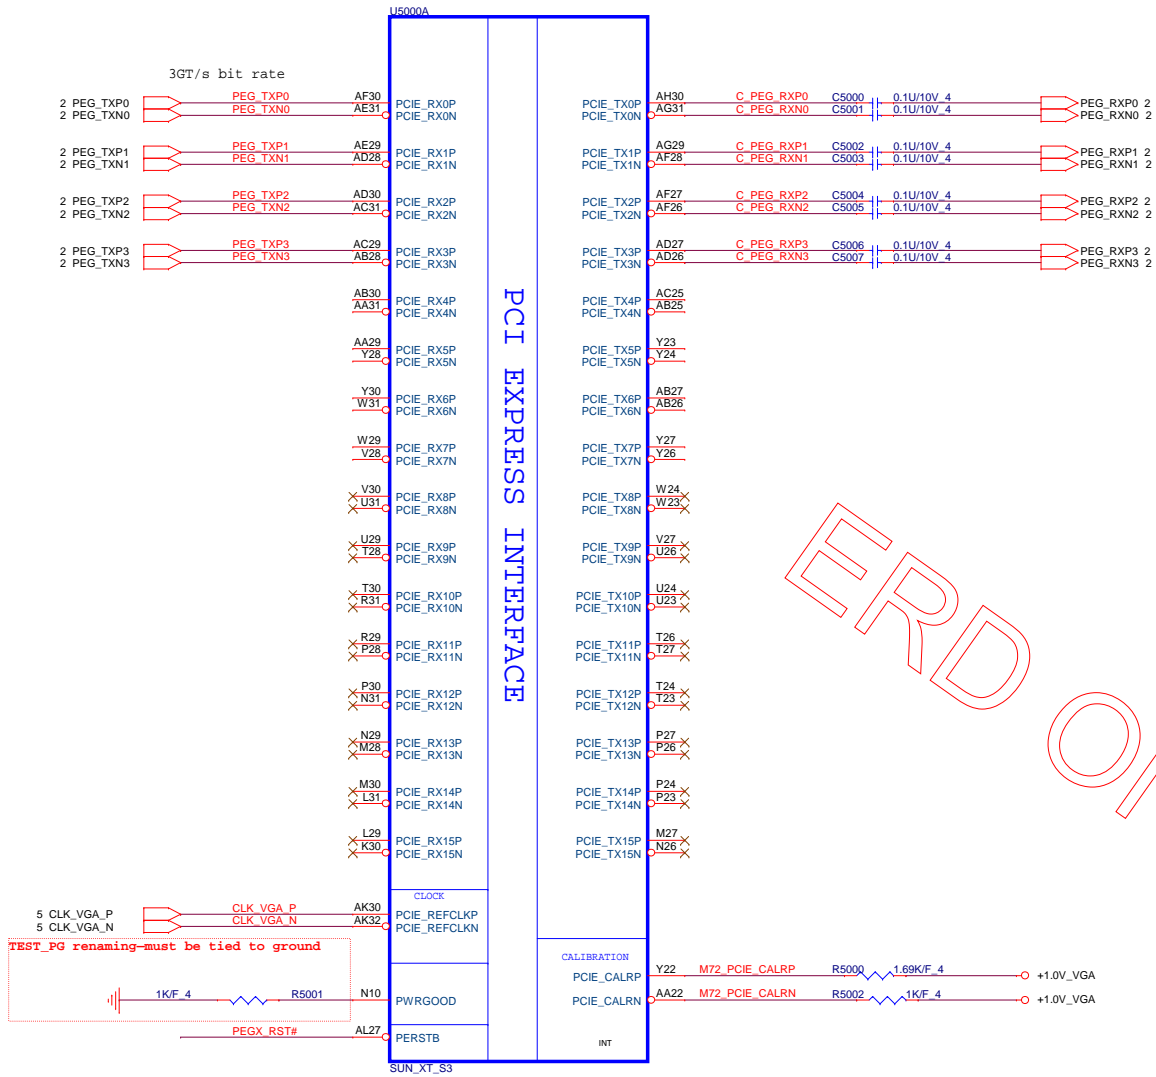 U5000A
3GT/s bit rate
2 PEG_TXP0 PEG_TXP0 AF30 PCIE_RX0P PCIE_TX0P AH30 C_PEG_RXP0 C5000 0.1U/10V_4 PEG_RXP0 2
2 PEG_TXN0 PEG_TXN0 AE31 PCIE_RX0N PCIE_TX0N AG31 C_PEG_RXN0 C5001 0.1U/10V_4 PEG_RXN0 2
2 PEG_TXP1 PEG_TXP1 AE29 PCIE_RX1P PCIE_TX1P AG29 C_PEG_RXP1 C5002 0.1U/10V_4 PEG_RXP1 2
2 PEG_TXN1 PEG_TXN1 AD28 PCIE_RX1N PCIE_TX1N AF28 C_PEG_RXN1 C5003 0.1U/10V_4 PEG_RXN1 2
2 PEG_TXP2 PEG_TXP2 AD30 PCIE_RX2P PCIE_TX2P AF27 C_PEG_RXP2 C5004 0.1U/10V_4 PEG_RXP2 2
2 PEG_TXN2 PEG_TXN2 AC31 PCIE_RX2N PCIE_TX2N AF26 C_PEG_RXN2 C5005 0.1U/10V_4 PEG_RXN2 2
2 PEG_TXP3 PEG_TXP3 AC29 PCIE_RX3P PCIE_TX3P AD27 C_PEG_RXP3 C5006 0.1U/10V_4 PEG_RXP3 2
2 PEG_TXN3 PEG_TXN3 AB28 PCIE_RX3N PCIE_TX3N AD26 C_PEG_RXN3 C5007 0.1U/10V_4 PEG_RXN3 2
AB30 PCIE_RX4P PCIE_TX4P AC25
AA31 PCIE_RX4N PCIE_TX4N AB25
AA29 PCIE_RX5P PCIE_TX5P Y23
Y28 PCIE_RX5N PCIE_TX5N Y24
Y30 PCIE_RX6P PCIE_TX6P AB27
W31 PCIE_RX6N PCIE_TX6N AB26
W29 PCIE_RX7P PCIE_TX7P Y27
V28 PCIE_RX7N PCIE_TX7N Y26
V30 PCIE_RX8P PCIE_TX8P W24
U31 PCIE_RX8N PCIE_TX8N W23
U29 PCIE_RX9P PCIE_TX9P V27
T28 PCIE_RX9N PCIE_TX9N U26
T30 PCIE_RX10P PCIE_TX10P U24
R31 PCIE_RX10N PCIE_TX10N U23
R29 PCIE_RX11P PCIE_TX11P T26
P28 PCIE_RX11N PCIE_TX11N T27
P30 PCIE_RX12P PCIE_TX12P T24
N31 PCIE_RX12N PCIE_TX12N T23
N29 PCIE_RX13P PCIE_TX13P P27
M28 PCIE_RX13N PCIE_TX13N P26
M30 PCIE_RX14P PCIE_TX14P P24
L31 PCIE_RX14N PCIE_TX14N P23
L29 PCIE_RX15P PCIE_TX15P M27
K30 PCIE_RX15N PCIE_TX15N N26
PCI EXPRESS INTERFACE
ERD
CLOCK
5 CLK_VGA_P CLK_VGA_P AK30 PCIE_REFCLKP
5 CLK_VGA_N CLK_VGA_N AK32 PCIE_REFCLKN
TEST_PG renaming—must be tied to ground
CALIBRATION
PCIE_CALRP Y22 M72_PCIE_CALRP R5000 1.69K/F_4 +1.0V_VGA
1K/F_4 R5001 N10 PWRGOOD PCIE_CALRN AA22 M72_PCIE_CALRN R5002 1K/F_4 +1.0V_VGA
PEGX_RST# AL27 PERSTB
INT
SUN_XT_S3